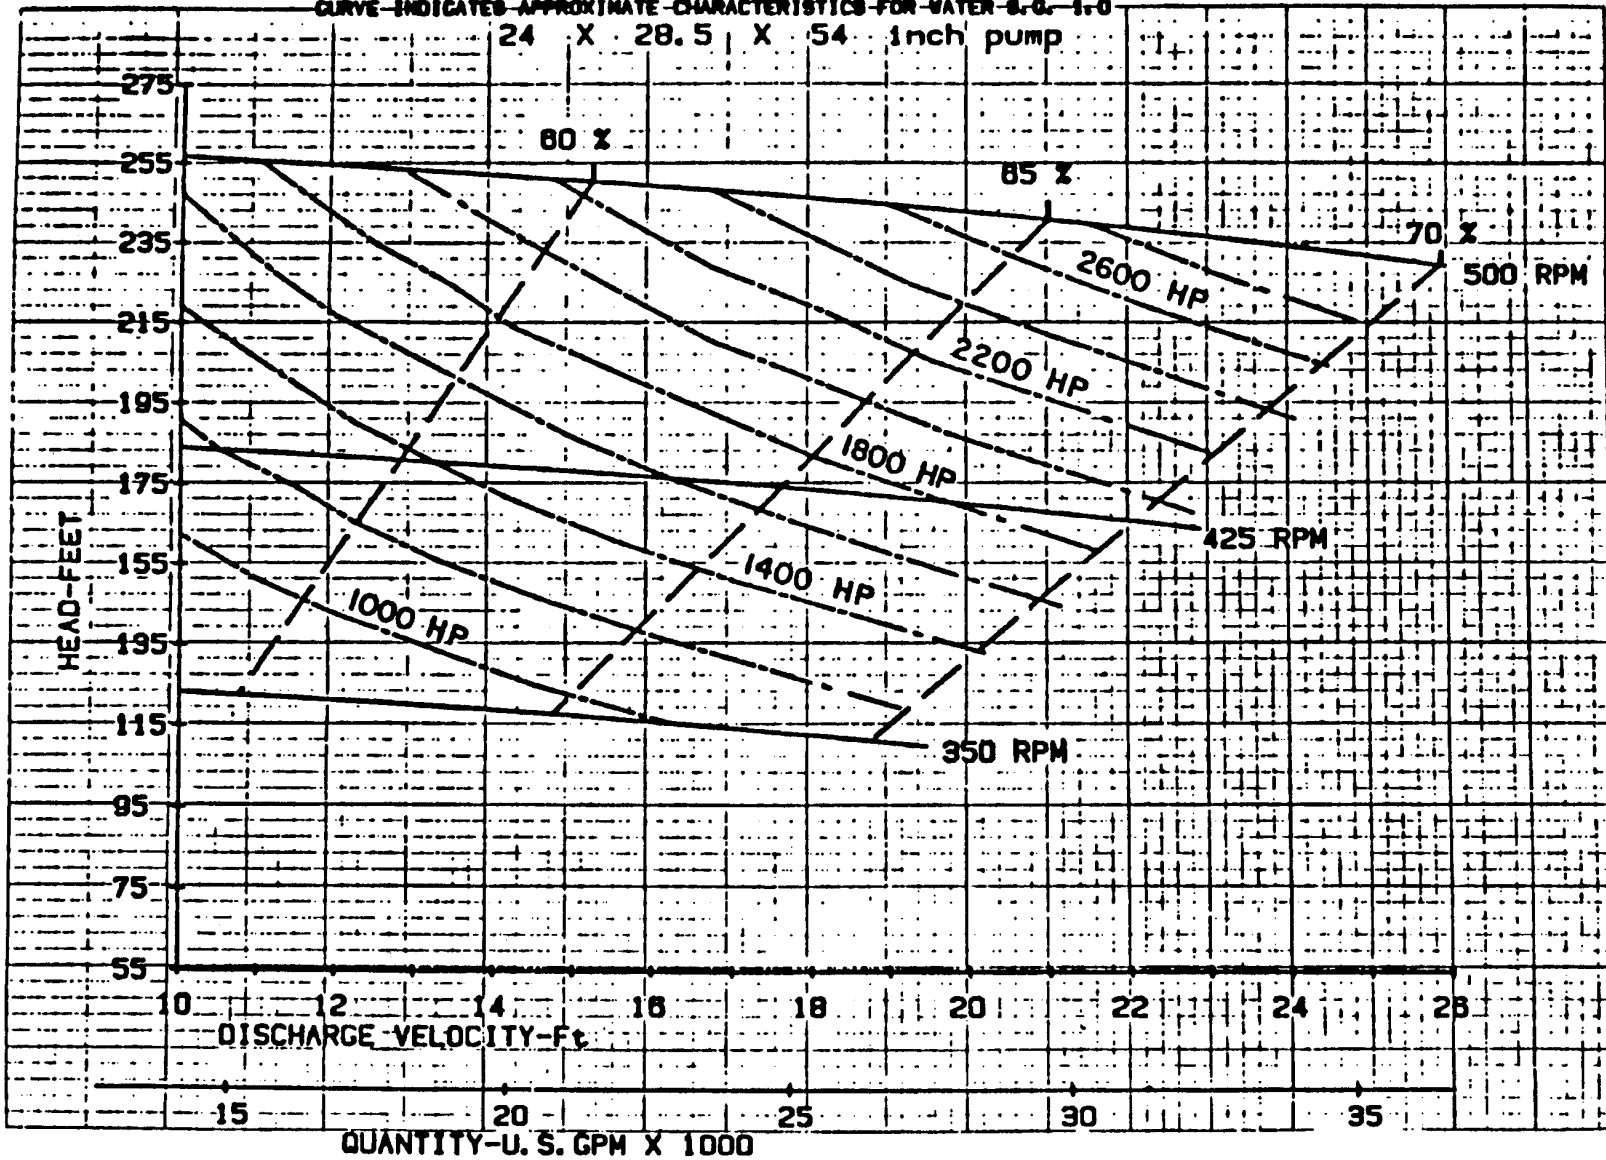 CURVE INDICATES APPROXIMATE CHARACTERISTICS FOR WATER S.G. 1.0
24 X 28.5 X 54 inch pump
275
60 %
255
65 %
235
70 %
2600 HP
500 RPM
215
2200 HP
195
1800 HP
175
425 RPM
HEAD-FEET
155
1400 HP
1000 HP
195
115
350 RPM
95
75
55
10 12 14 16 18 20 22 24 26
DISCHARGE VELOCITY-Ft
15 20 25 30 35
QUANTITY-U.S.GPM X 1000